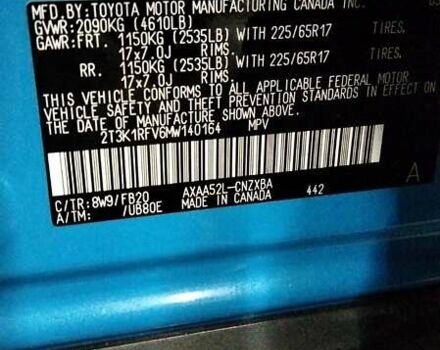 MFD.BY:TOYOTA MOTOR MANUFACTURING CANADA INC.
GVWR:2090KG (4610LB)
GAWR:FRT. 1150KG (2535LB) WITH 225/65R17
17x7.0J RIMS.
RR. 1150KG (2535LB) WITH 225/65R17
17x7.0J RIMS.
THIS VEHICLE CONFORMS TO ALL APPLICABLE FEDERAL MOTOR
VEHICLE SAFETY AND THEFT PREVENTION STANDARDS IN EFFECT
ON THE DATE OF MANUFACTURE SHOWN ABOVE.
2T3K1RFV6MW140164 MPV
C/TR:8W9/FB20 AXAA52L-CNZXBA 442 A
A/TM: /UB80E MADE IN CANADA